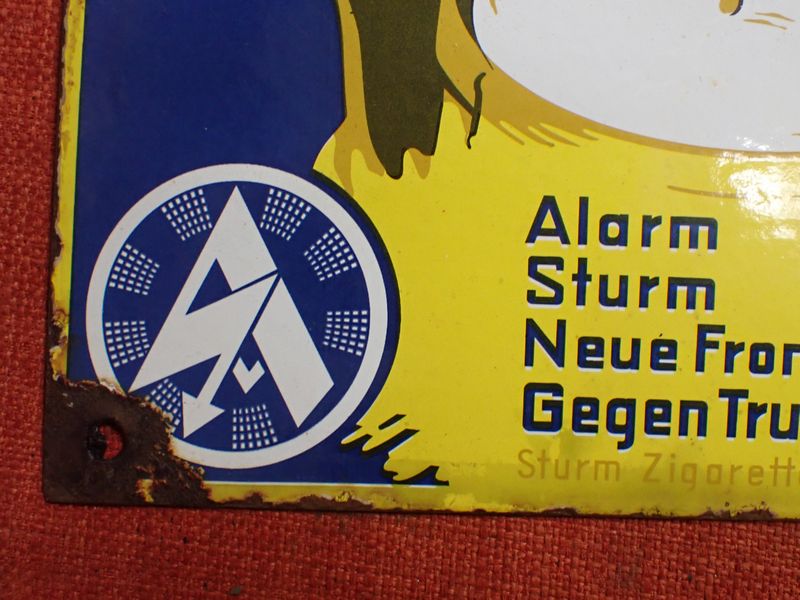 Alarm
Sturm
Neue Fron
Gegen Tru
Sturm Zigarett